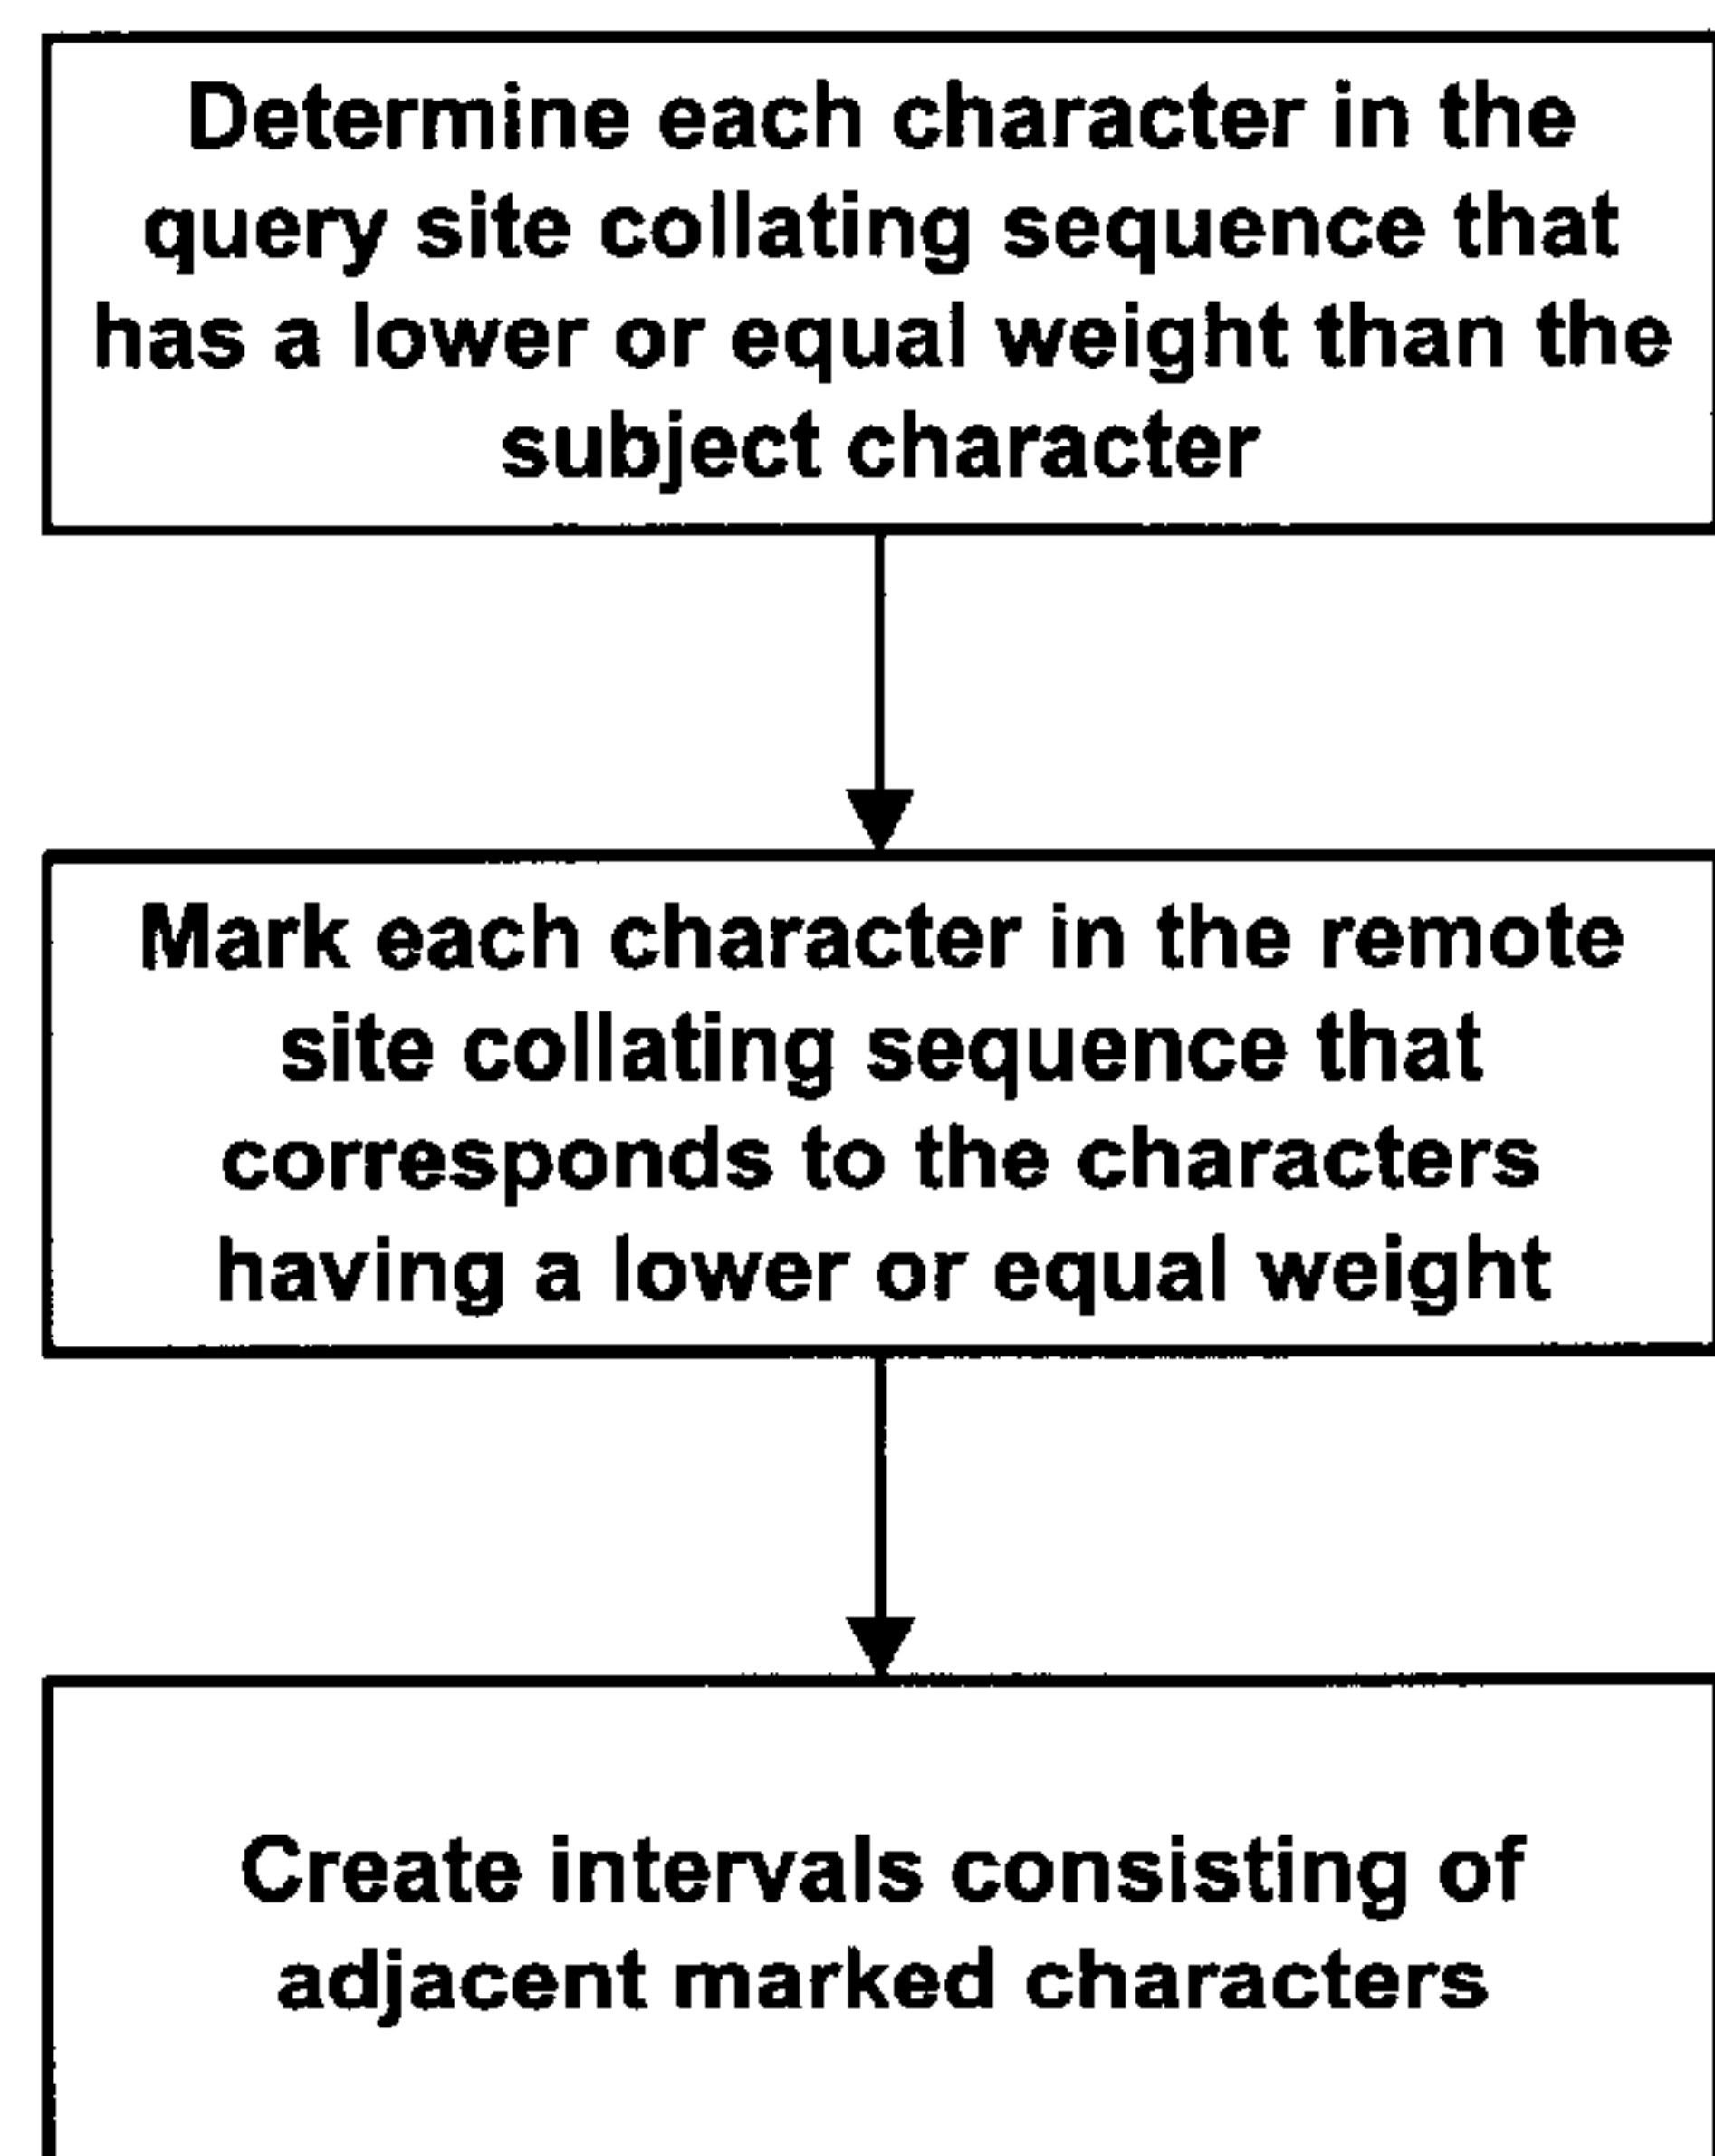 Determine each character in the
query site collating sequence that
has a lower or equal weight than the
subject character
Mark each character in the remote
site collating sequence that
corresponds to the characters
having a lower or equal weight
Create intervals consisting of
adjacent marked characters